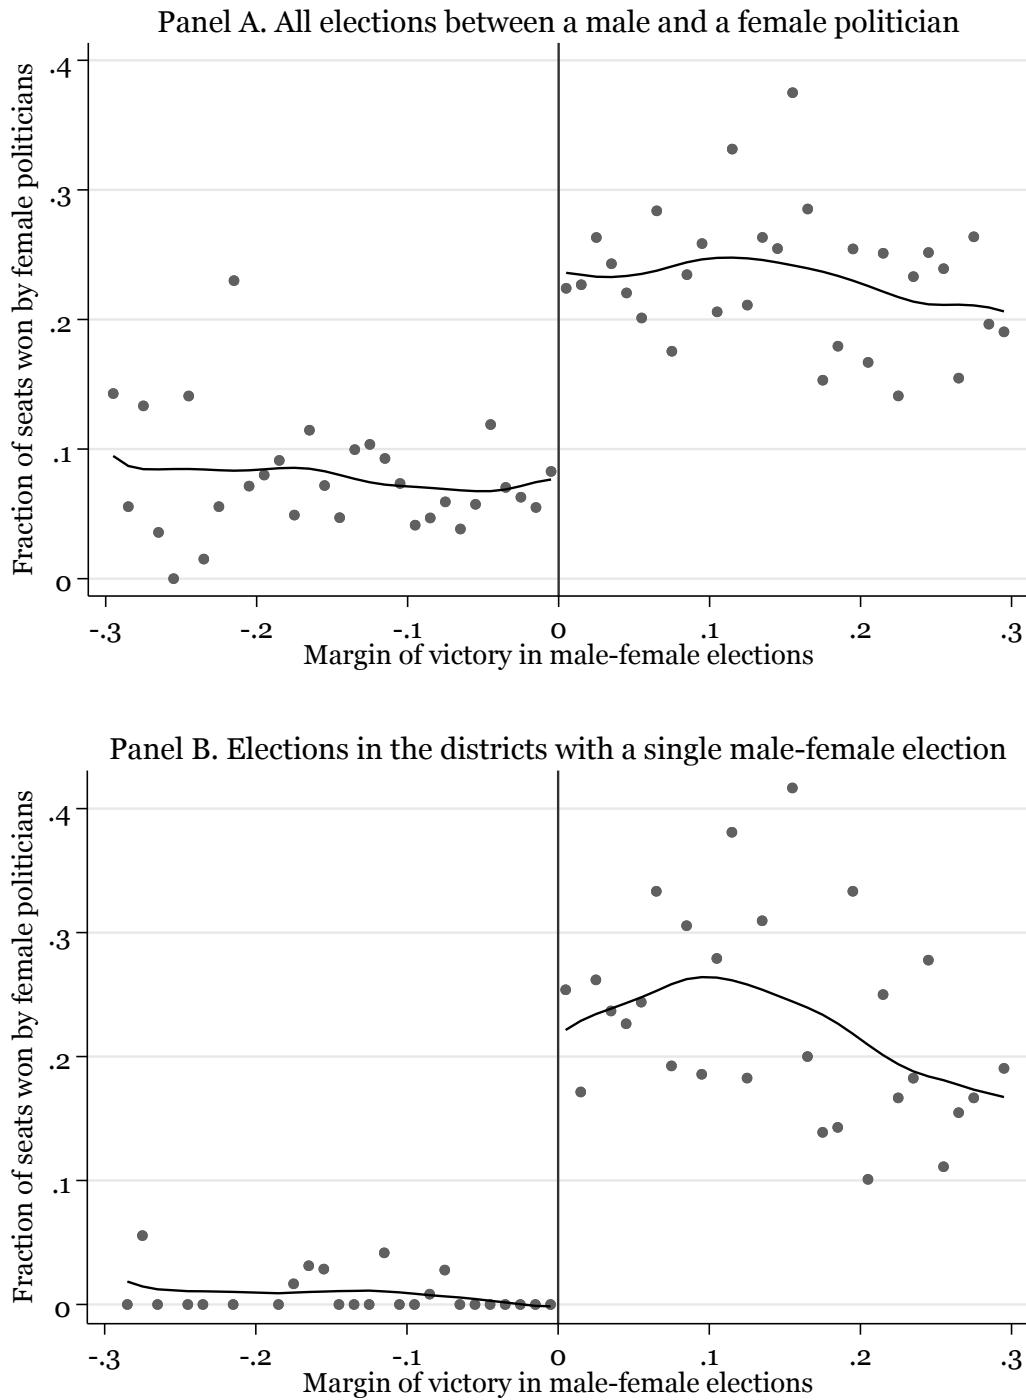 Panel A. All elections between a male and a female politician
Fraction of seats won by female politicians
.4
.3
.2
.1
0
-.3 -.2 -.1 0 .1 .2 .3
Margin of victory in male-female elections
Panel B. Elections in the districts with a single male-female election
Fraction of seats won by female politicians
.4
.3
.2
.1
0
-.3 -.2 -.1 0 .1 .2 .3
Margin of victory in male-female elections